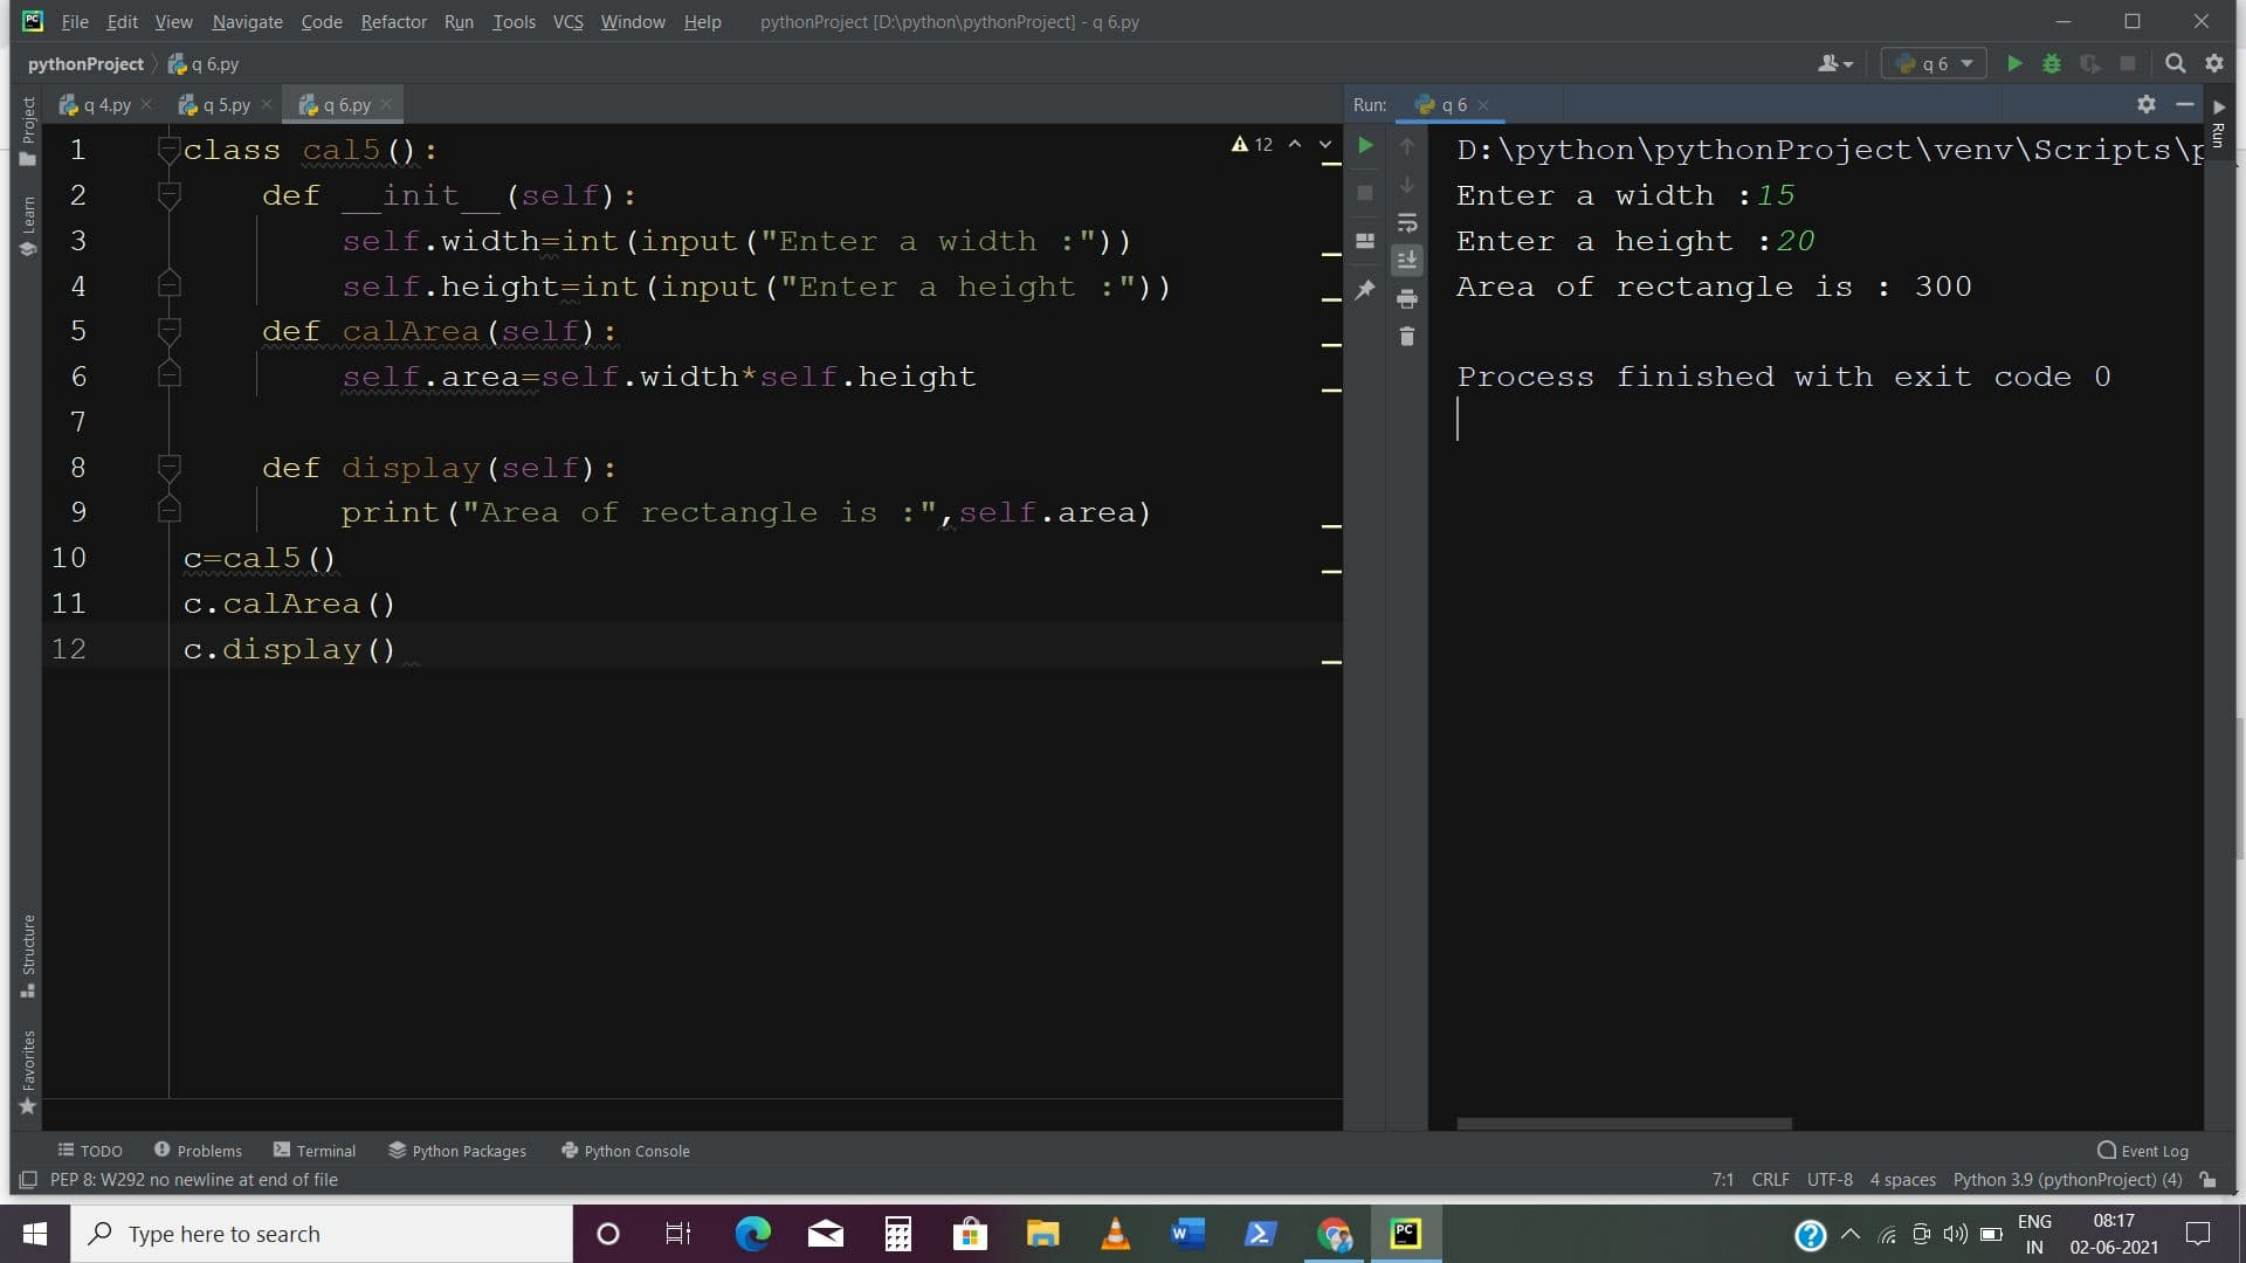 File Edit View Navigate Code Refactor Run Tools VCS Window Help pythonProject [D:\python\pythonProject] - q 6.py
pythonProject q 6.py
q 6
q 4.py q 5.py q 6.py
Run: q 6
Project
Learn
Structure
Favorites
Run
12
1 class cal5():
2 def __init__(self):
3 self.width=int(input("Enter a width :"))
4 self.height=int(input("Enter a height :"))
5 def calArea(self):
6 self.area=self.width*self.height
7
8 def display(self):
9 print("Area of rectangle is :",self.area)
10 c=cal5()
11 c.calArea()
12 c.display()
D:\python\pythonProject\venv\Scripts\p
Enter a width :15
Enter a height :20
Area of rectangle is : 300
Process finished with exit code 0
TODO Problems Terminal Python Packages Python Console Event Log
PEP 8: W292 no newline at end of file 7:1 CRLF UTF-8 4 spaces Python 3.9 (pythonProject) (4)
Type here to search
ENG
IN
08:17
02-06-2021